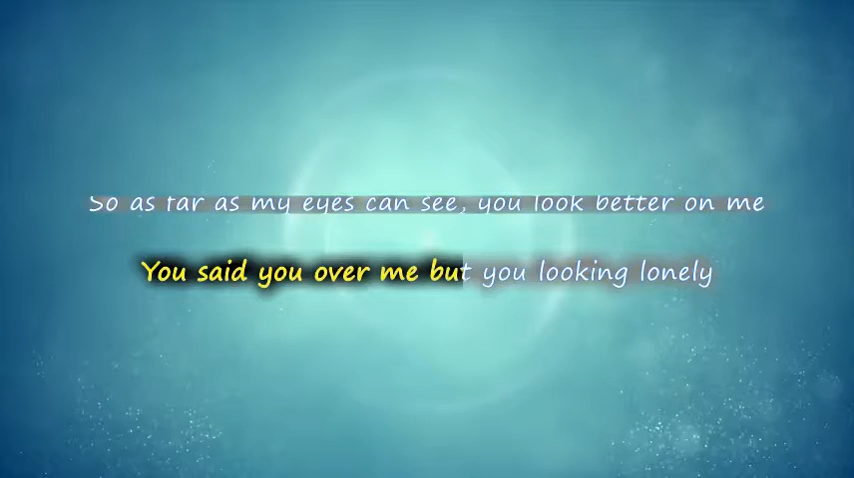 So as far as my eyes can see, you look better on me
You said you over me but you looking lonely